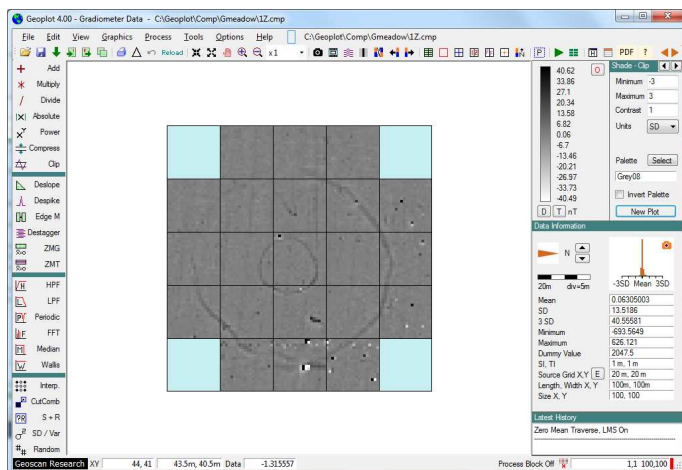 Geoplot 4.00 - Gradiometer Data - C:\Geoplot\Comp\Gmeadow\1Z.cmp
File Edit View Graphics Process Tools Options Help C:\Geoplot\Comp\Gmeadow\1Z.cmp
Reload x1 P PDF ?
Add
Multiply
Divide
Absolute
Power
Compress
Clip
Deslope
Despike
Edge M
Destagger
ZMG
ZMT
HPF
LPF
Periodic
FFT
Median
Wallis
Interp.
CutComb
S + R
SD / Var
Random
40.62
33.86
27.1
20.34
13.58
6.82
0.06
-6.7
-13.46
-20.21
-26.97
-33.73
-40.49
O
D T nT
Shade - Clip
Minimum -3
Maximum 3
Contrast 1
Units SD
Palette Select
Grey08
Invert Palette
New Plot
Data Information
N
20m div=5m
-3SD Mean 3SD
Mean 0.06305003
SD 13.5186
3 SD 40.55581
Minimum -693.5649
Maximum 626.121
Dummy Value 2047.5
SI, TI 1 m, 1 m
Source Grid X,Y E 20 m, 20 m
Length, Width X, Y 100m, 100m
Size X, Y 100, 100
Latest History
Zero Mean Traverse, LMS On
Geoscan Research XY 44, 41 43.5m, 40.5m Data -1.315557 Process Block Off 1,1 100,100